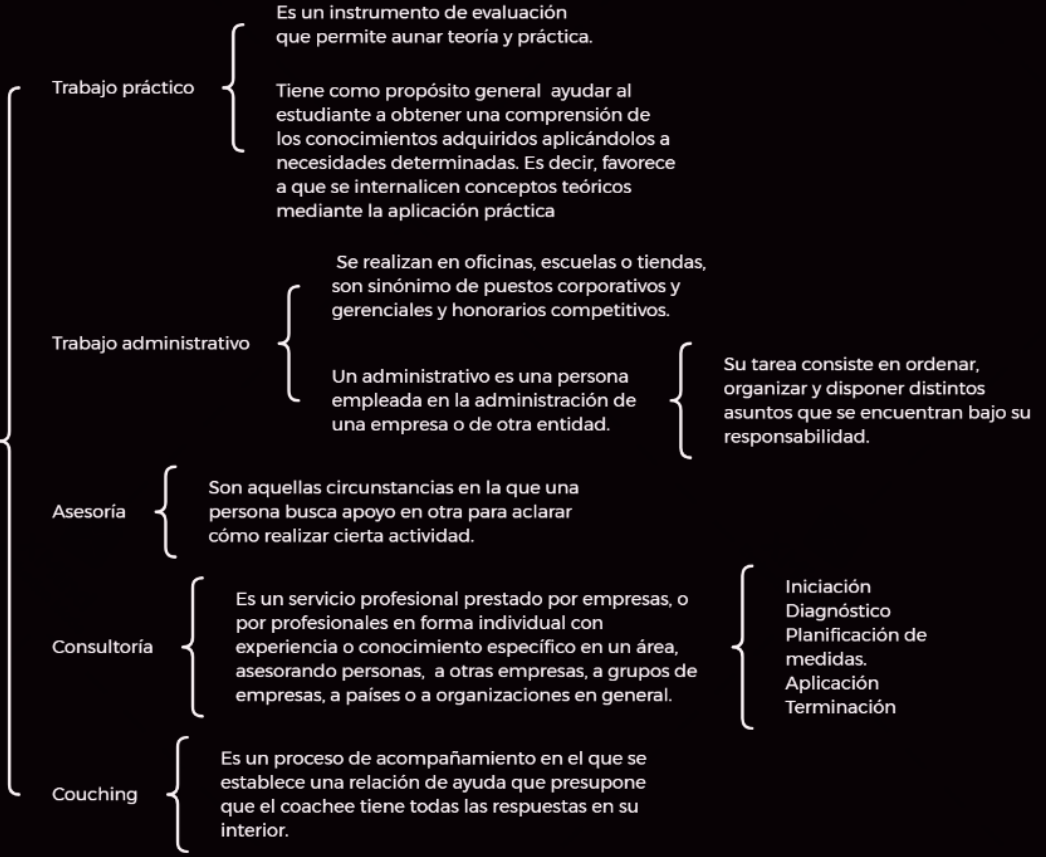 Es un instrumento de evaluación
que permite aunar teoría y práctica.
Trabajo práctico
Tiene como propósito general ayudar al
estudiante a obtener una comprensión de
los conocimientos adquiridos aplicándolos a
necesidades determinadas. Es decir, favorece
a que se internalicen conceptos teóricos
mediante la aplicación práctica
Se realizan en oficinas, escuelas o tiendas,
son sinónimo de puestos corporativos y
gerenciales y honorarios competitivos.
Trabajo administrativo
Un administrativo es una persona
empleada en la administración de
una empresa o de otra entidad.
Su tarea consiste en ordenar,
organizar y disponer distintos
asuntos que se encuentran bajo su
responsabilidad.
Asesoría
Son aquellas circunstancias en la que una
persona busca apoyo en otra para aclarar
cómo realizar cierta actividad.
Consultoría
Es un servicio profesional prestado por empresas, o
por profesionales en forma individual con
experiencia o conocimiento específico en un área,
asesorando personas, a otras empresas, a grupos de
empresas, a países o a organizaciones en general.
Iniciación
Diagnóstico
Planificación de
medidas.
Aplicación
Terminación
Couching
Es un proceso de acompañamiento en el que se
establece una relación de ayuda que presupone
que el coachee tiene todas las respuestas en su
interior.